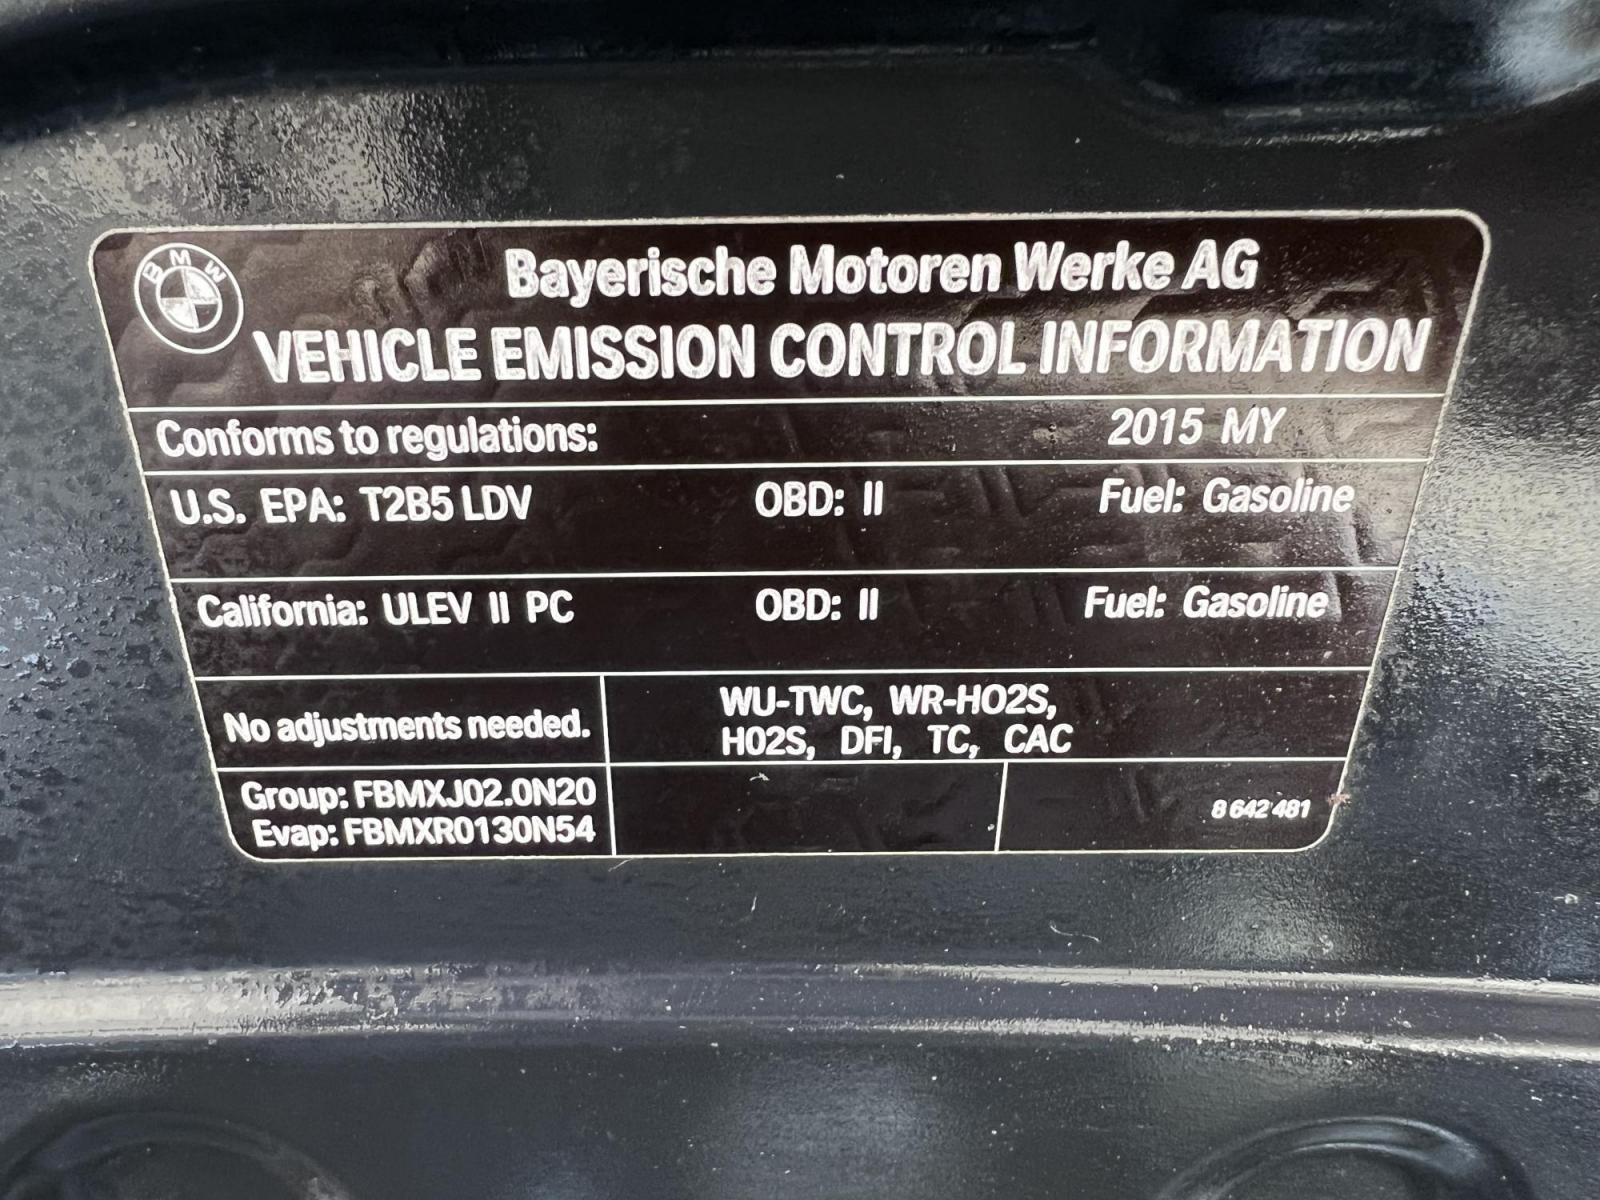 BMW
Bayerische Motoren Werke AG
VEHICLE EMISSION CONTROL INFORMATION
Conforms to regulations: 2015 MY
U.S. EPA: T2B5 LDV OBD: II Fuel: Gasoline
California: ULEV II PC OBD: II Fuel: Gasoline
No adjustments needed.
WU-TWC, WR-HO2S,
H02S, DFI, TC, CAC
Group: FBMXJ02.0N20
Evap: FBMXR0130N54
8 642 481